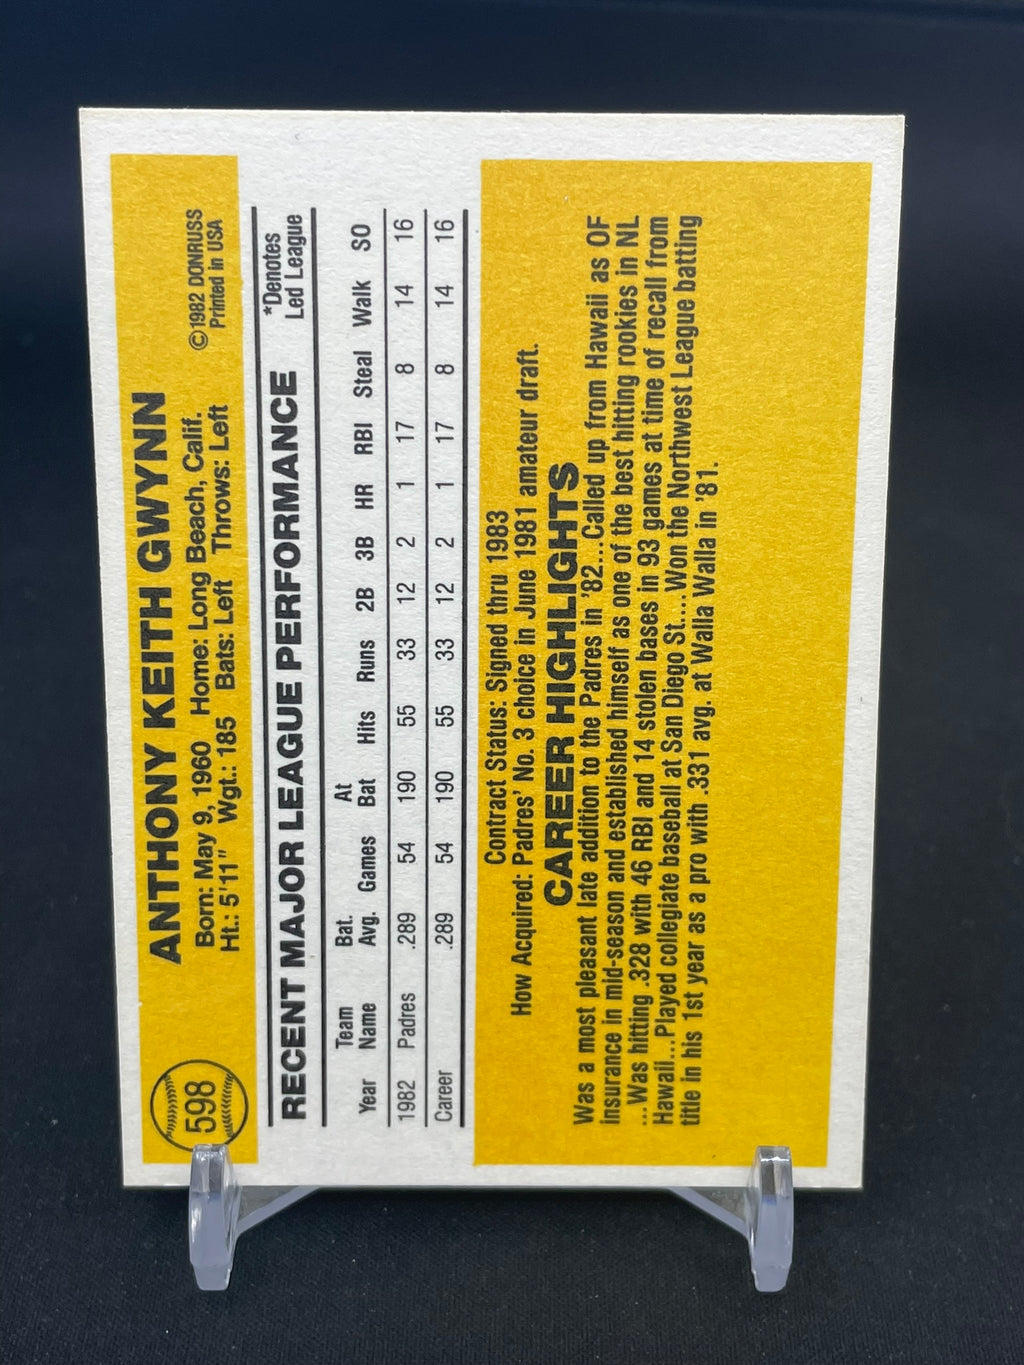 598
ANTHONY KEITH GWYNN
Born: May 9, 1960 Home: Long Beach, Calif.
Ht.: 5'11" Wgt.: 185 Bats: Left Throws: Left
©1982 DONRUSS
Printed in USA
RECENT MAJOR LEAGUE PERFORMANCE
*Denotes
Led League
Year Team Name Bat. Avg. Games At Bat Hits Runs 2B 3B HR RBI Steal Walk SO
1982 Padres .289 54 190 55 33 12 2 1 17 8 14 16
Career .289 54 190 55 33 12 2 1 17 8 14 16
Contract Status: Signed thru 1983
How Acquired: Padres' No. 3 choice in June 1981 amateur draft.
CAREER HIGHLIGHTS
Was a most pleasant late addition to the Padres in '82...Called up from Hawaii as OF
insurance in mid-season and established himself as one of the best hitting rookies in NL
...Was hitting .328 with 46 RBI and 14 stolen bases in 93 games at time of recall from
Hawaii...Played collegiate baseball at San Diego St....Won the Northwest League batting
title in his 1st year as a pro with .331 avg. at Walla Walla in '81.